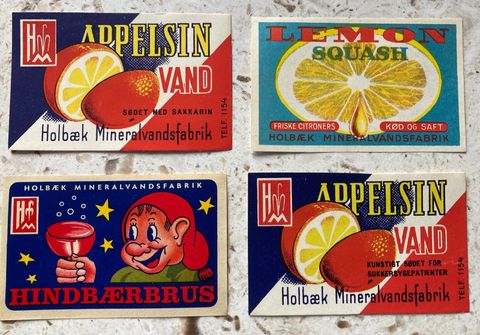 HM
APPELSIN
VAND
SØDET MED SAKKARIN
Holbæk Mineralvandsfabrik
TELF. 1154
LEMON
SQUASH
FRISKE CITRONERS KØD OG SAFT
HOLBÆK MINERALVANDSFABRIK
HOLBÆK MINERALVANDSFABRIK
HM
HINDBÆRBRUS
HM
APPELSIN
VAND
KUNSTIGT SØDET FOR
SUKKERSYGEPATIENTER
Holbæk Mineralvandsfabrik
TELF. 1154